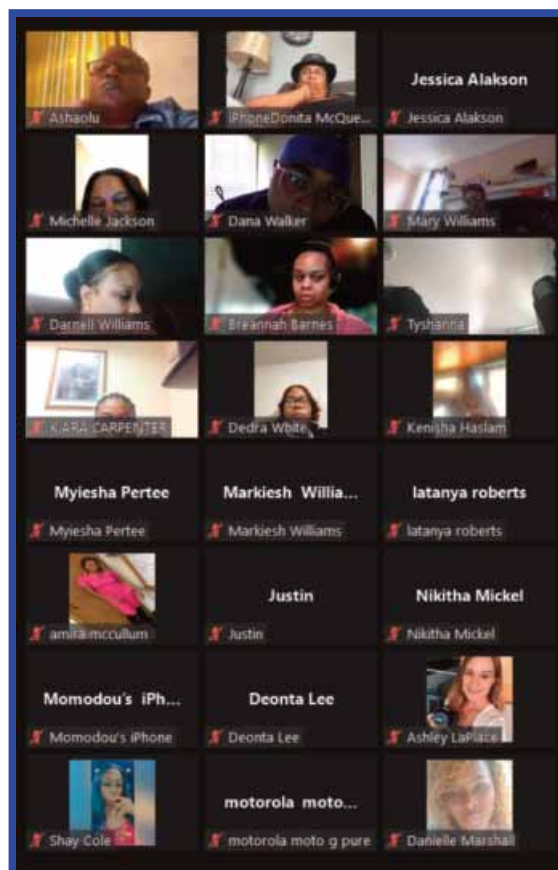 Ashaolu
iPhoneDonita McQue...
Jessica Alakson
Jessica Alakson
Michelle Jackson
Dana Walker
Mary Williams
Darnell Williams
Breannah Barnes
Tyshanna
KIARA CARPENTER
Dedra White
Kenisha Haslam
Myiesha Pertee
Myiesha Pertee
Markiesh Willia...
Markiesh Williams
latanya roberts
latanya roberts
amira mccullum
Justin
Justin
Nikitha Mickel
Nikitha Mickel
Momodou's iPh...
Momodou's iPhone
Deonta Lee
Deonta Lee
Ashley LaPlace
Shay Cole
motorola moto...
motorola moto g pure
Danielle Marshall